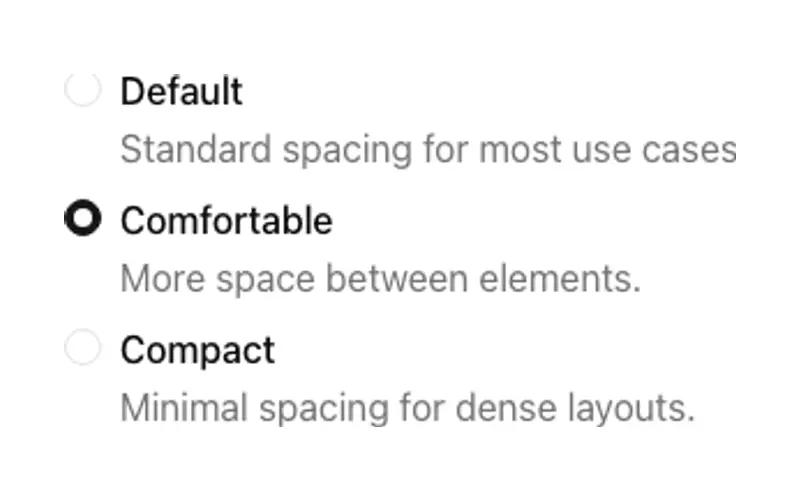 Default
Standard spacing for most use cases
Comfortable
More space between elements.
Compact
Minimal spacing for dense layouts.